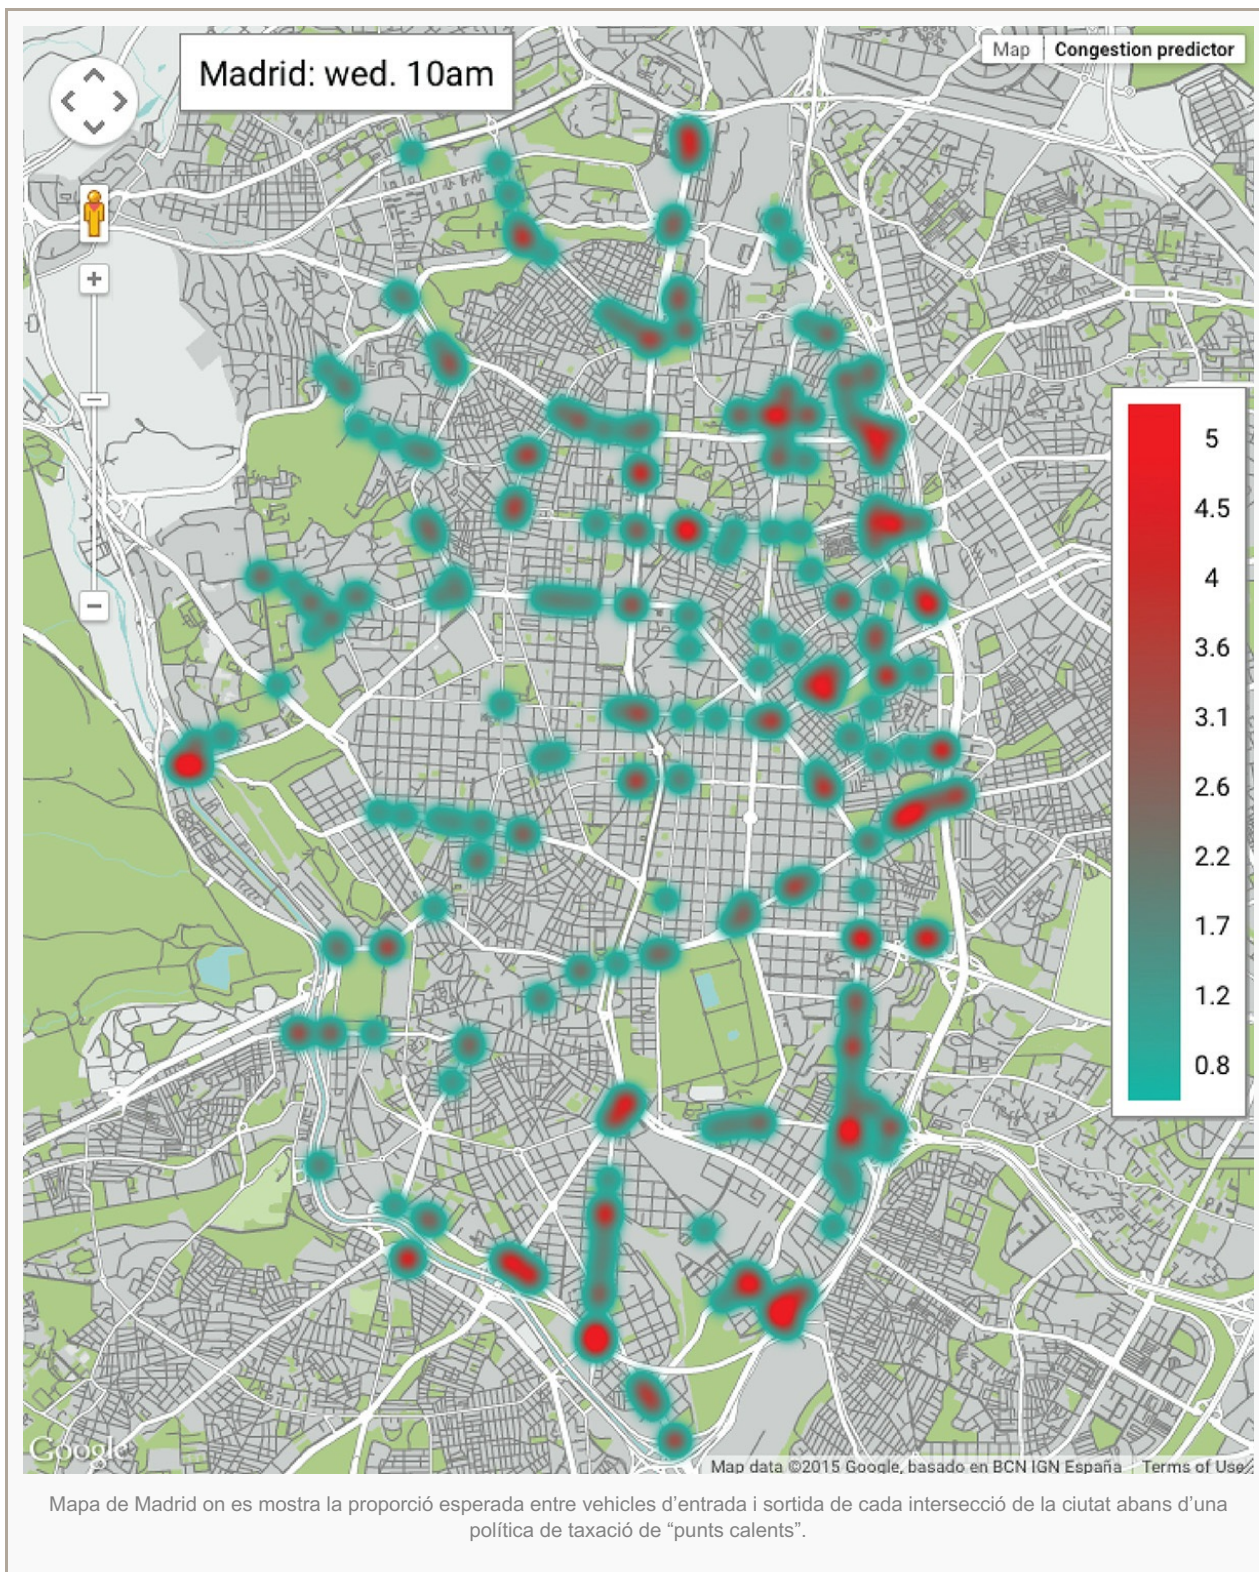 Madrid: wed. 10am
Map
Congestion predictor
5
4.5
4
3.6
3.1
2.6
2.2
1.7
1.2
0.8
Google
Map data ©2015 Google, basado en BCN IGN España
Terms of Use
Mapa de Madrid on es mostra la proporció esperada entre vehicles d’entrada i sortida de cada intersecció de la ciutat abans d’una
política de taxació de “punts calents”.